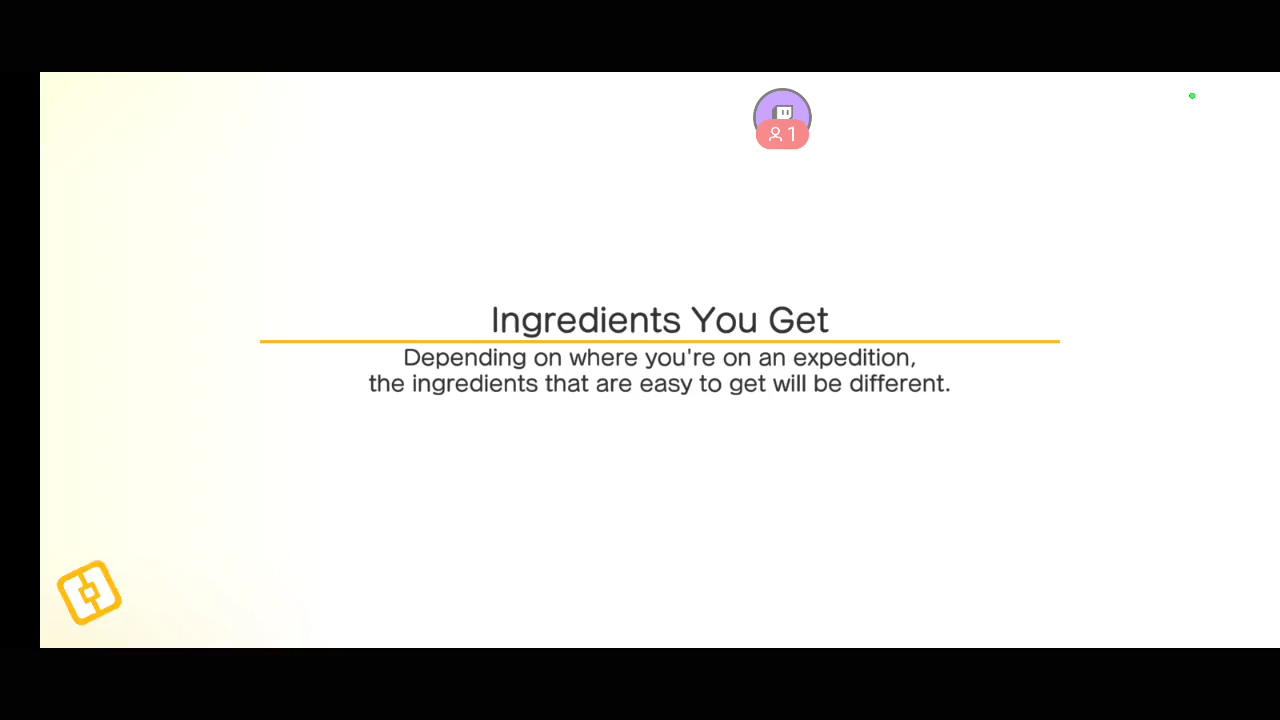 1
Ingredients You Get
Depending on where you're on an expedition,
the ingredients that are easy to get will be different.